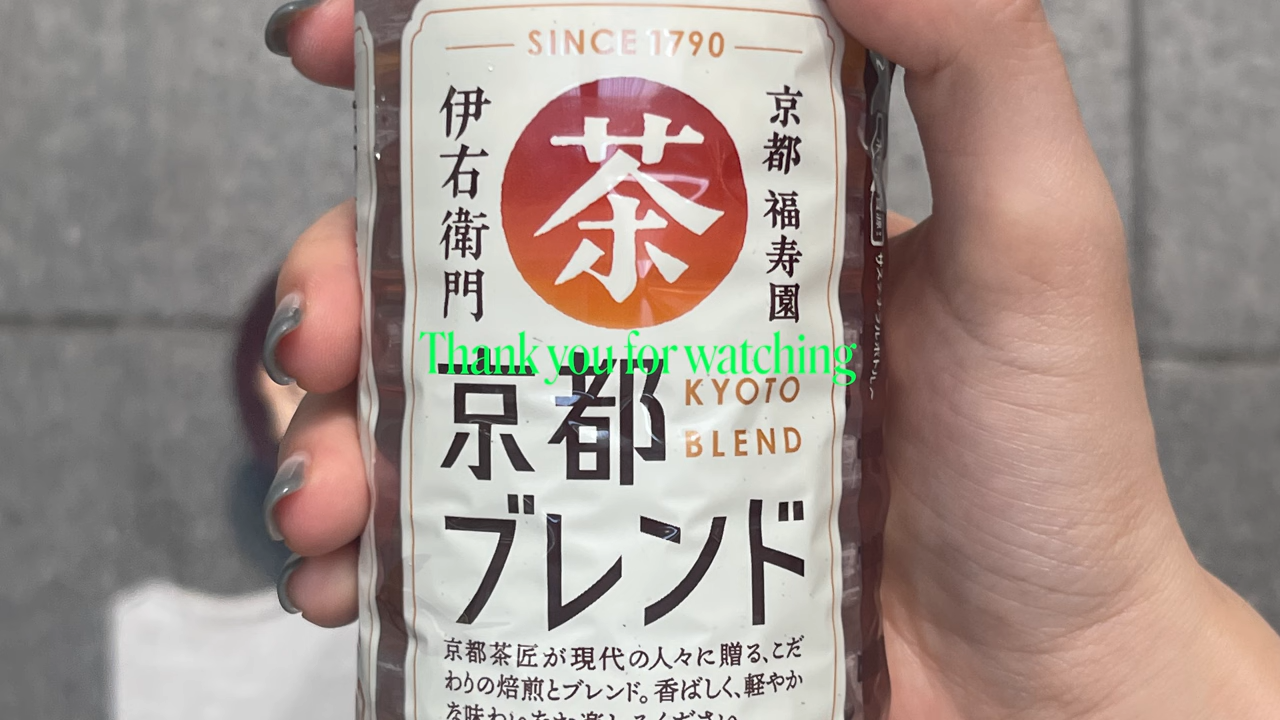 SINCE 1790
伊右衛門
茶
京都 福寿園
Thank you for watching
京都
KYOTO
BLEND
ブレンド
京都茶匠が現代の人々に贈る、こだ
わりの焙煎とブレンド。香ばしく、軽やか